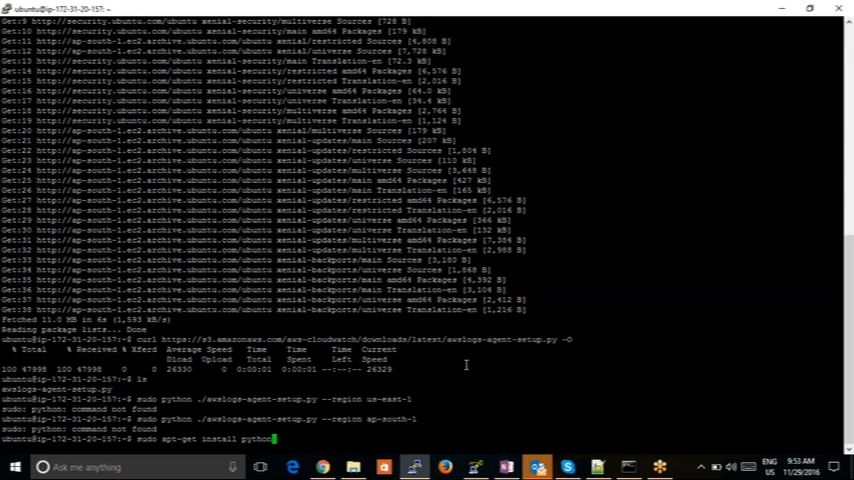 ubuntu@ip-172-31-20-157: ~
Get:9 http://security.ubuntu.com/ubuntu xenial-security/multiverse Sources [728 B]
Get:10 http://security.ubuntu.com/ubuntu xenial-security/main amd64 Packages [179 kB]
Get:11 http://ap-south-1.ec2.archive.ubuntu.com/ubuntu xenial/restricted Sources [4,808 B]
Get:12 http://ap-south-1.ec2.archive.ubuntu.com/ubuntu xenial/universe Sources [7,728 kB]
Get:13 http://security.ubuntu.com/ubuntu xenial-security/main Translation-en [72.3 kB]
Get:14 http://security.ubuntu.com/ubuntu xenial-security/restricted amd64 Packages [6,576 B]
Get:15 http://security.ubuntu.com/ubuntu xenial-security/restricted Translation-en [2,016 B]
Get:16 http://security.ubuntu.com/ubuntu xenial-security/universe amd64 Packages [64.0 kB]
Get:17 http://security.ubuntu.com/ubuntu xenial-security/universe Translation-en [34.4 kB]
Get:18 http://security.ubuntu.com/ubuntu xenial-security/multiverse amd64 Packages [2,764 B]
Get:19 http://security.ubuntu.com/ubuntu xenial-security/multiverse Translation-en [1,124 B]
Get:20 http://ap-south-1.ec2.archive.ubuntu.com/ubuntu xenial/multiverse Sources [179 kB]
Get:21 http://ap-south-1.ec2.archive.ubuntu.com/ubuntu xenial-updates/main Sources [207 kB]
Get:22 http://ap-south-1.ec2.archive.ubuntu.com/ubuntu xenial-updates/restricted Sources [1,804 B]
Get:23 http://ap-south-1.ec2.archive.ubuntu.com/ubuntu xenial-updates/universe Sources [110 kB]
Get:24 http://ap-south-1.ec2.archive.ubuntu.com/ubuntu xenial-updates/multiverse Sources [3,648 B]
Get:25 http://ap-south-1.ec2.archive.ubuntu.com/ubuntu xenial-updates/main amd64 Packages [427 kB]
Get:26 http://ap-south-1.ec2.archive.ubuntu.com/ubuntu xenial-updates/main Translation-en [165 kB]
Get:27 http://ap-south-1.ec2.archive.ubuntu.com/ubuntu xenial-updates/restricted amd64 Packages [6,576 B]
Get:28 http://ap-south-1.ec2.archive.ubuntu.com/ubuntu xenial-updates/restricted Translation-en [2,016 B]
Get:29 http://ap-south-1.ec2.archive.ubuntu.com/ubuntu xenial-updates/universe amd64 Packages [366 kB]
Get:30 http://ap-south-1.ec2.archive.ubuntu.com/ubuntu xenial-updates/universe Translation-en [132 kB]
Get:31 http://ap-south-1.ec2.archive.ubuntu.com/ubuntu xenial-updates/multiverse amd64 Packages [7,384 B]
Get:32 http://ap-south-1.ec2.archive.ubuntu.com/ubuntu xenial-updates/multiverse Translation-en [2,988 B]
Get:33 http://ap-south-1.ec2.archive.ubuntu.com/ubuntu xenial-backports/main Sources [3,180 B]
Get:34 http://ap-south-1.ec2.archive.ubuntu.com/ubuntu xenial-backports/universe Sources [1,868 B]
Get:35 http://ap-south-1.ec2.archive.ubuntu.com/ubuntu xenial-backports/main amd64 Packages [4,392 B]
Get:36 http://ap-south-1.ec2.archive.ubuntu.com/ubuntu xenial-backports/main Translation-en [3,104 B]
Get:37 http://ap-south-1.ec2.archive.ubuntu.com/ubuntu xenial-backports/universe amd64 Packages [2,412 B]
Get:38 http://ap-south-1.ec2.archive.ubuntu.com/ubuntu xenial-backports/universe Translation-en [1,216 B]
Fetched 11.0 MB in 6s (1,593 kB/s)
Reading package lists... Done
ubuntu@ip-172-31-20-157:~$ curl https://s3.amazonaws.com/aws-cloudwatch/downloads/latest/awslogs-agent-setup.py -O
% Total % Received % Xferd Average Speed Time Time Time Current
Dload Upload Total Spent Left Speed
100 47998 100 47998 0 0 26330 0 0:00:01 0:00:01 --:--:-- 26329
ubuntu@ip-172-31-20-157:~$ ls
awslogs-agent-setup.py
ubuntu@ip-172-31-20-157:~$ sudo python ./awslogs-agent-setup.py --region us-east-1
sudo: python: command not found
ubuntu@ip-172-31-20-157:~$ sudo python ./awslogs-agent-setup.py --region ap-south-1
sudo: python: command not found
ubuntu@ip-172-31-20-157:~$ sudo apt-get install python
Ask me anything
ENG
US
9:53 AM
11/29/2016